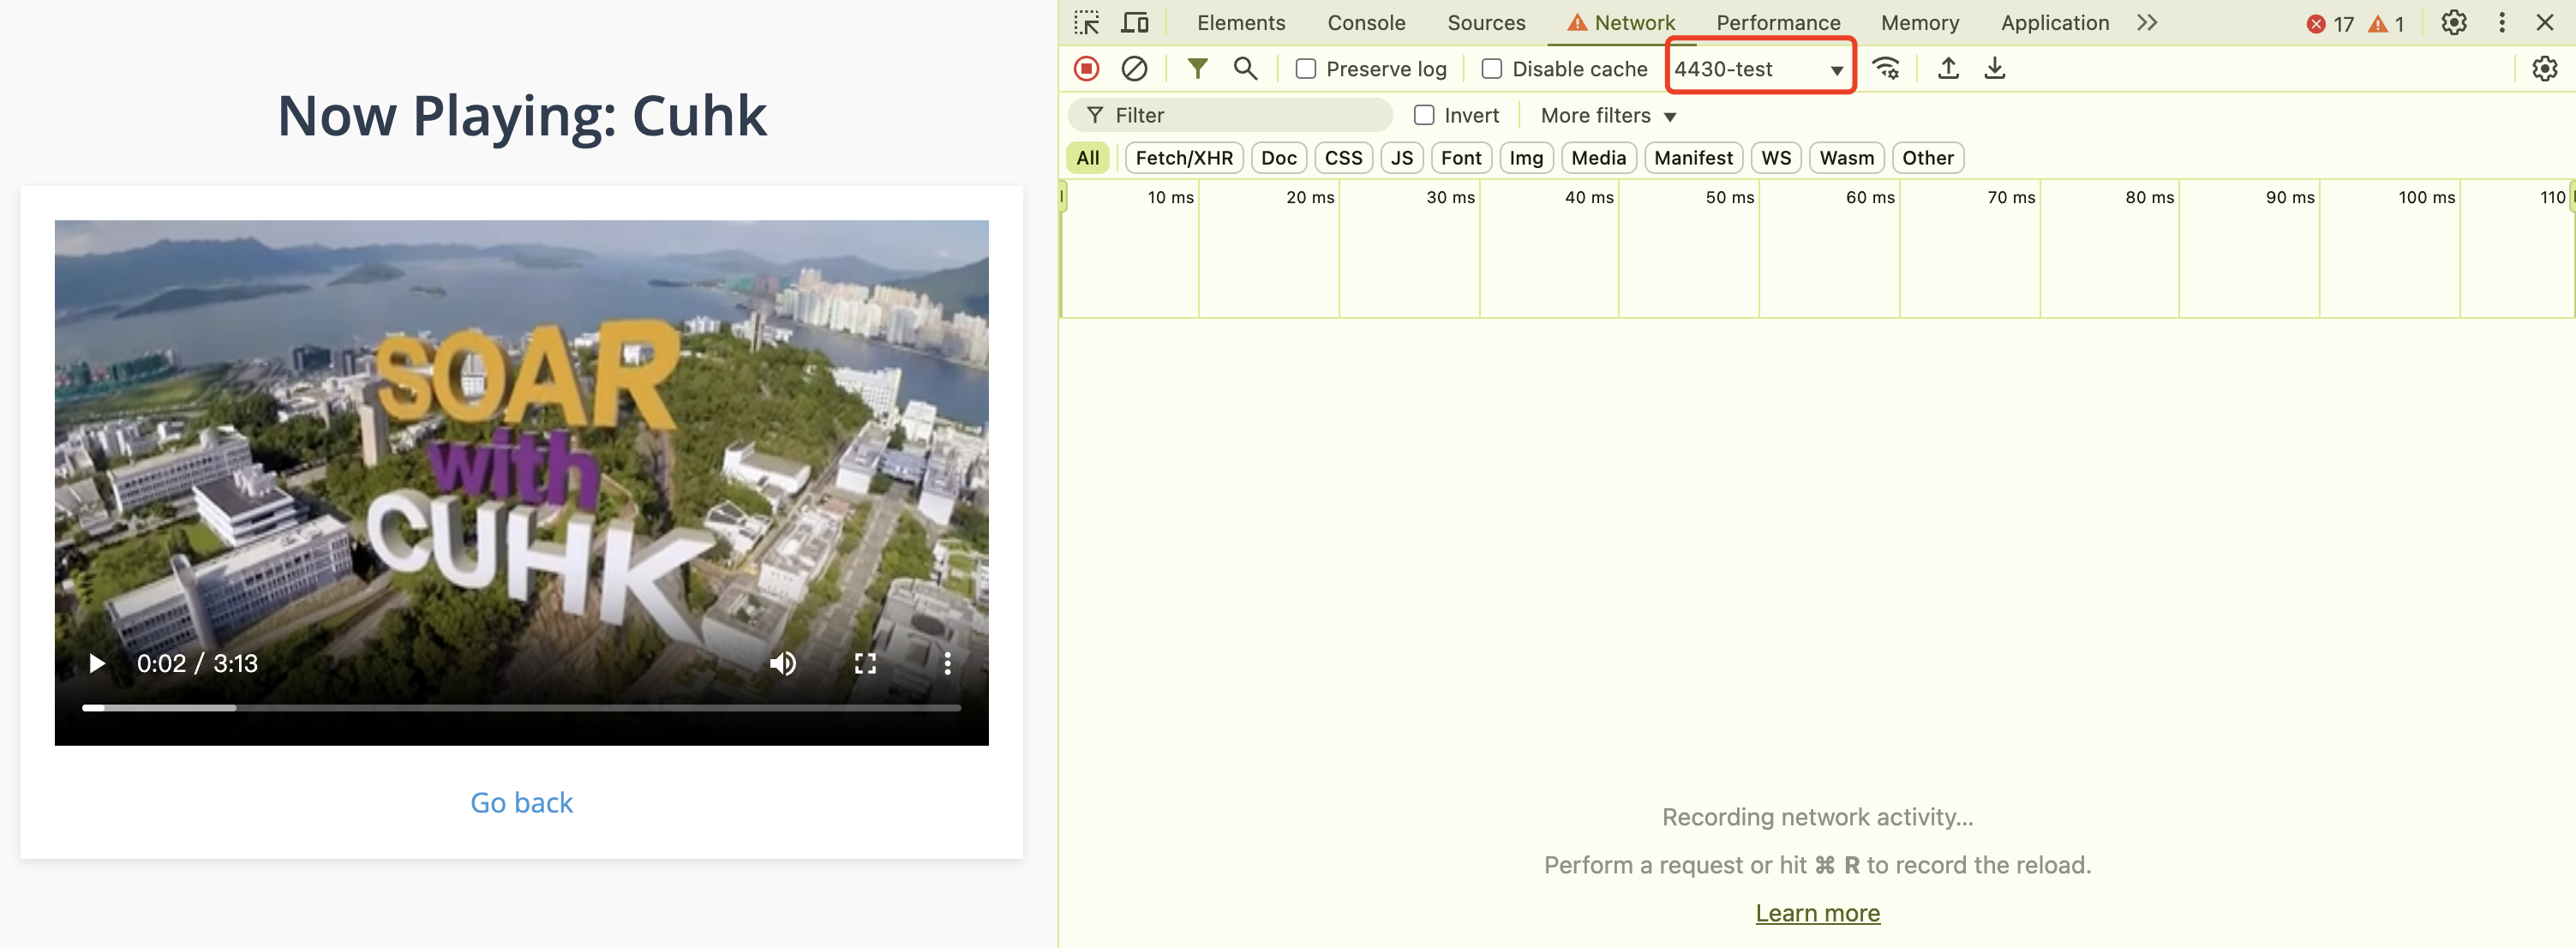 Now Playing: Cuhk
SOAR
with
CUHK
0:02 / 3:13
Go back
Elements Console Sources Network Performance Memory Application 17 1
Preserve log Disable cache 4430-test
Filter Invert More filters
All Fetch/XHR Doc CSS JS Font Img Media Manifest WS Wasm Other
10 ms 20 ms 30 ms 40 ms 50 ms 60 ms 70 ms 80 ms 90 ms 100 ms 110
Recording network activity...
Perform a request or hit ⌘ R to record the reload.
Learn more